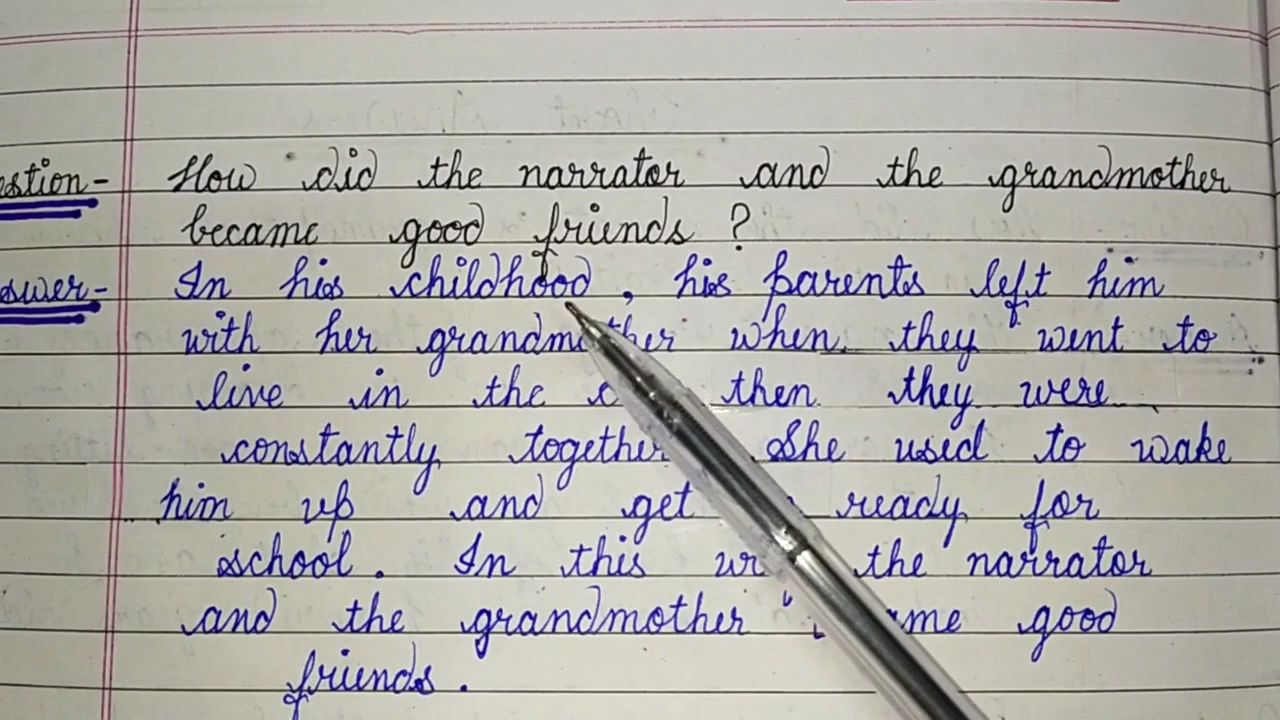 estion- How did the narrator and the grandmother
became good friends ?
swer- In his childhood, his parents left him
with her grandmother when they went to
live in the then they were
constantly together She used to wake
him up and get ready for
school. In this the narrator
and the grandmother good
friends.